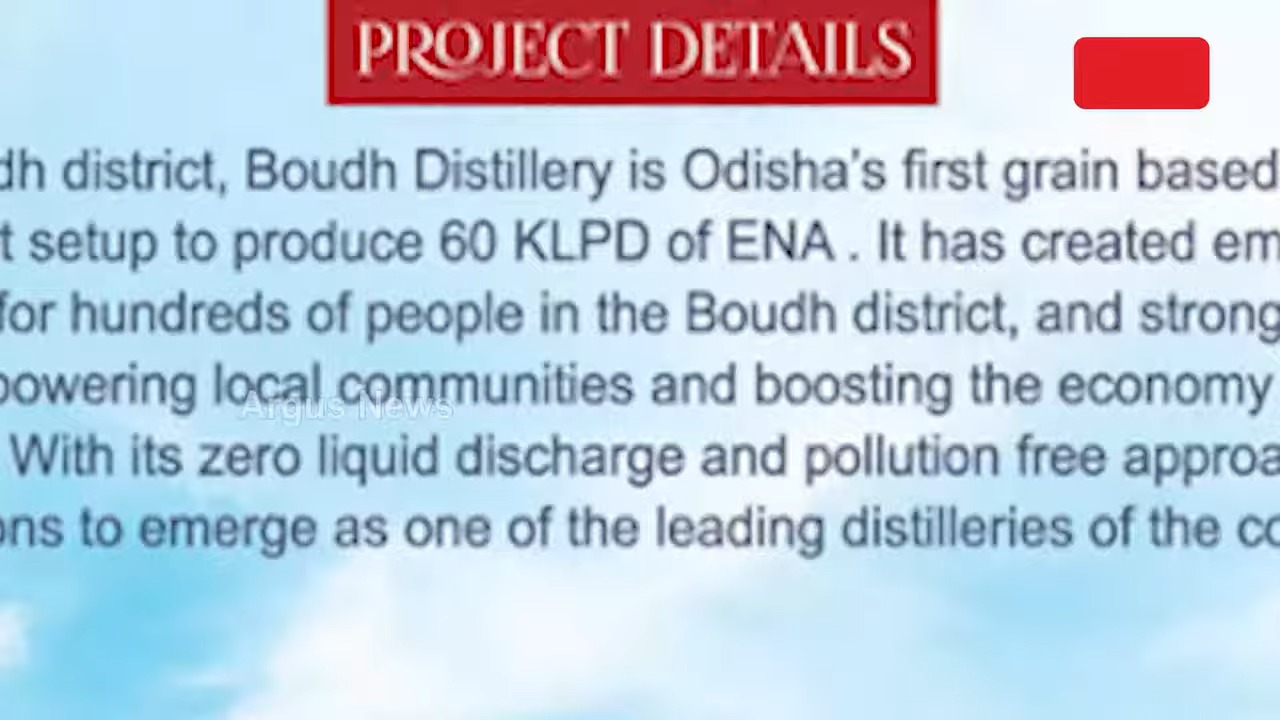 PROJECT DETAILS
dh district, Boudh Distillery is Odisha's first grain based
t setup to produce 60 KLPD of ENA . It has created em
for hundreds of people in the Boudh district, and strong
powering local communities and boosting the economy
With its zero liquid discharge and pollution free approa
ons to emerge as one of the leading distilleries of the co
Argus News